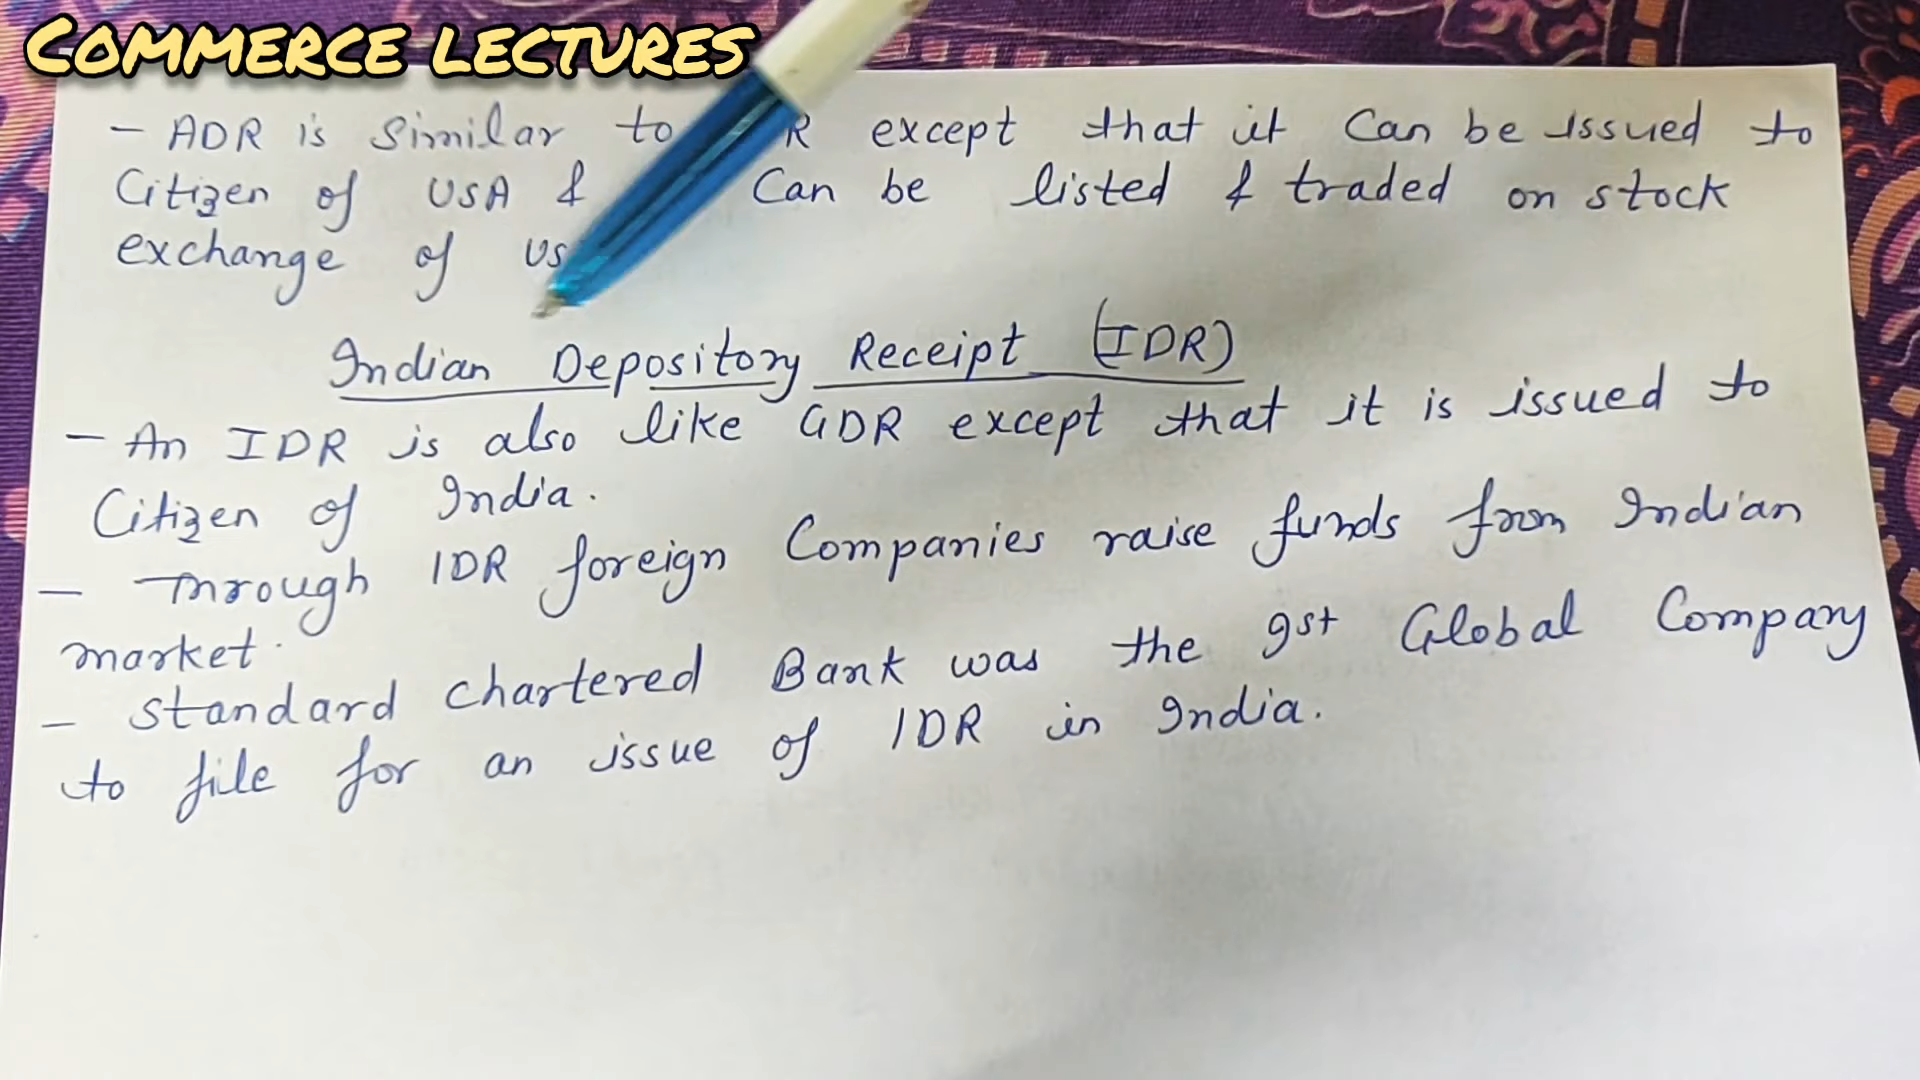 COMMERCE LECTURES
- ADR is Similar to R except that it Can be issued to
Citizen of USA & Can be listed & traded on stock
exchange of US
Indian Depository Receipt (IDR)
- An IDR is also like GDR except that it is issued to
Citizen of India.
- Through IDR foreign Companies raise funds from Indian
market.
- Standard Chartered Bank was the Ist Global Company
to file for an issue of IDR in India.